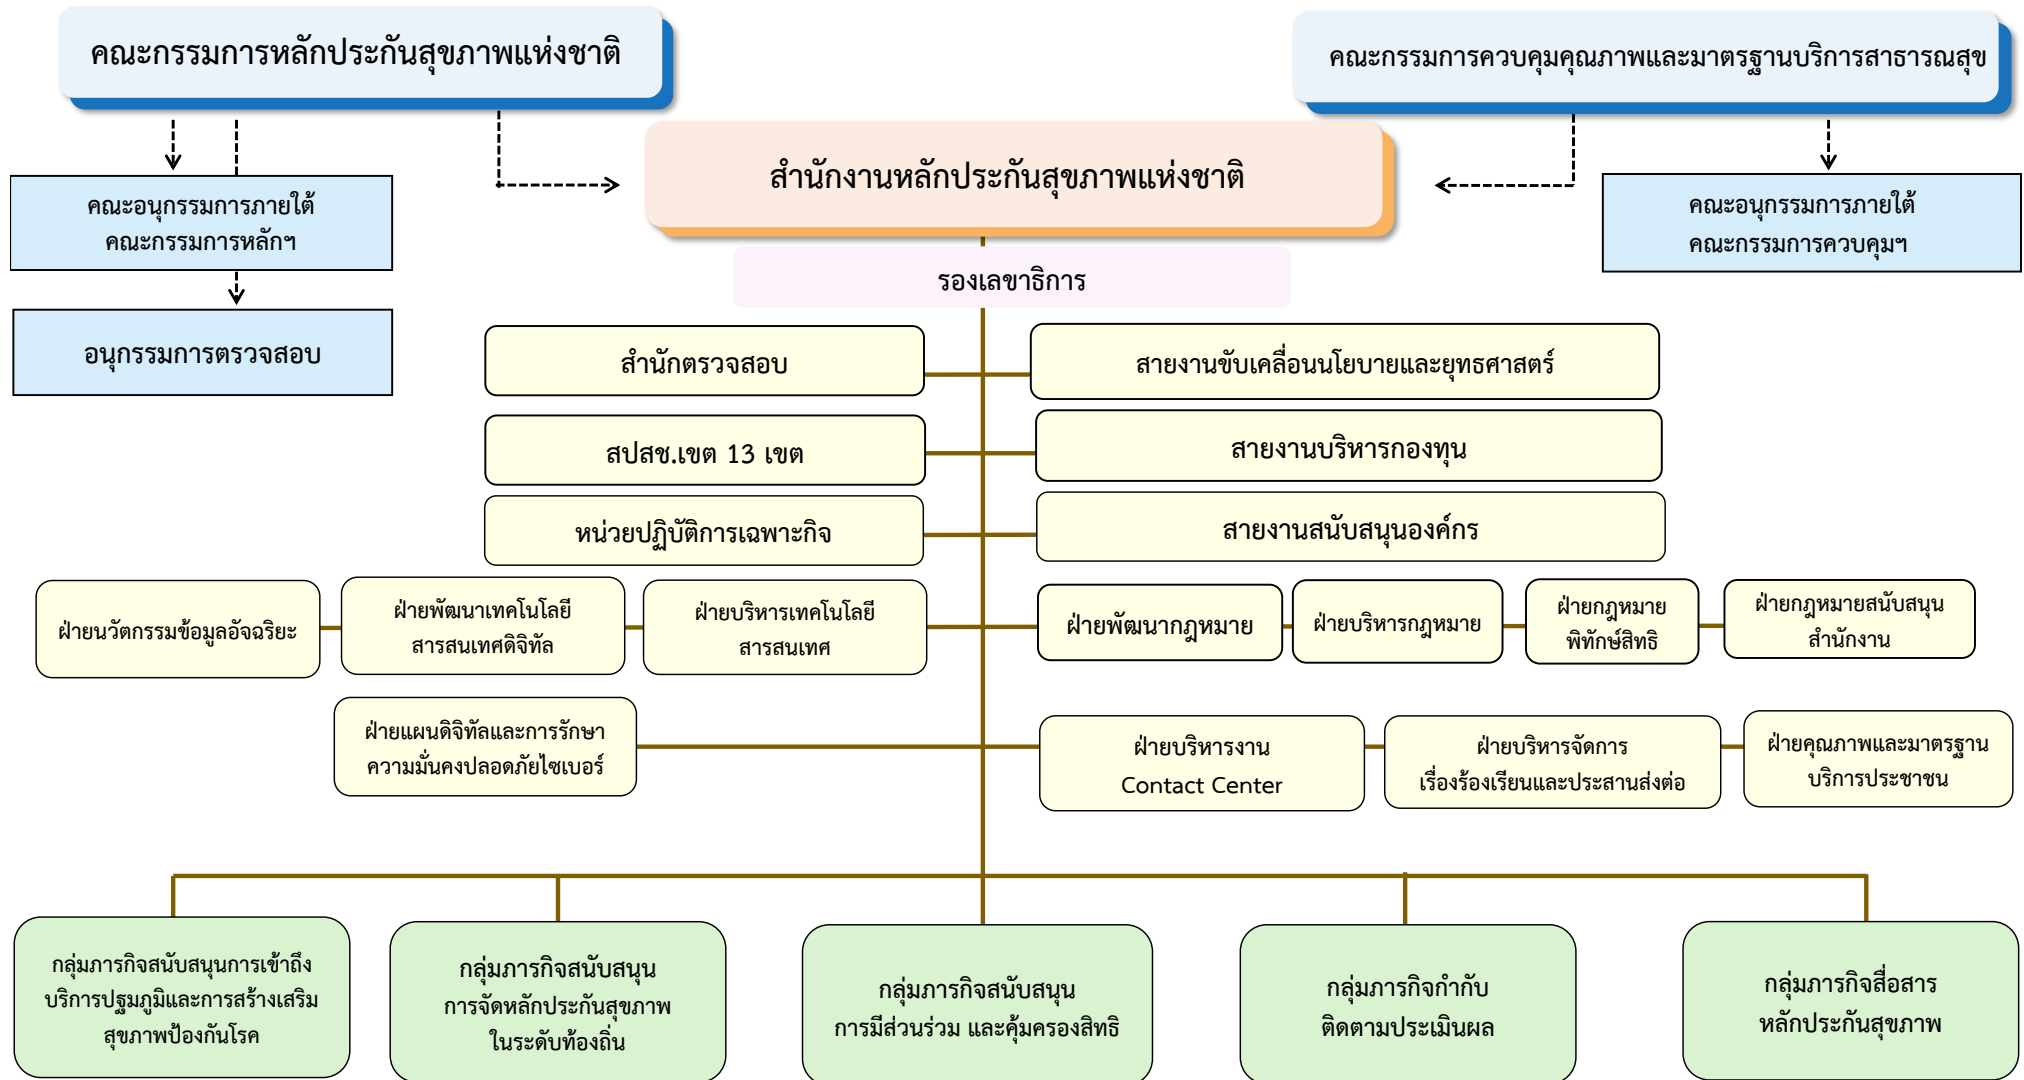 คณะกรรมการหลักประกันสุขภาพแห่งชาติ
คณะกรรมการควบคุมคุณภาพและมาตรฐานบริการสาธารณสุข
สำนักงานหลักประกันสุขภาพแห่งชาติ
คณะอนุกรรมการภายใต้
คณะกรรมการหลักฯ
คณะอนุกรรมการภายใต้
คณะกรรมการควบคุมฯ
รองเลขาธิการ
อนุกรรมการตรวจสอบ
สำนักตรวจสอบ
สายงานขับเคลื่อนนโยบายและยุทธศาสตร์
สปสช.เขต 13 เขต
สายงานบริหารกองทุน
หน่วยปฏิบัติการเฉพาะกิจ
สายงานสนับสนุนองค์กร
ฝ่ายนวัตกรรมข้อมูลอัจฉริยะ
ฝ่ายพัฒนาเทคโนโลยี
สารสนเทศดิจิทัล
ฝ่ายบริหารเทคโนโลยี
สารสนเทศ
ฝ่ายพัฒนากฎหมาย
ฝ่ายบริหารกฎหมาย
ฝ่ายกฎหมาย
พิทักษ์สิทธิ
ฝ่ายกฎหมายสนับสนุน
สำนักงาน
ฝ่ายแผนดิจิทัลและการรักษา
ความมั่นคงปลอดภัยไซเบอร์
ฝ่ายบริหารงาน
Contact Center
ฝ่ายบริหารจัดการ
เรื่องร้องเรียนและประสานส่งต่อ
ฝ่ายคุณภาพและมาตรฐาน
บริการประชาชน
กลุ่มภารกิจสนับสนุนการเข้าถึง
บริการปฐมภูมิและการสร้างเสริม
สุขภาพป้องกันโรค
กลุ่มภารกิจสนับสนุน
การจัดหลักประกันสุขภาพ
ในระดับท้องถิ่น
กลุ่มภารกิจสนับสนุน
การมีส่วนร่วม และคุ้มครองสิทธิ
กลุ่มภารกิจกำกับ
ติดตามประเมินผล
กลุ่มภารกิจสื่อสาร
หลักประกันสุขภาพ